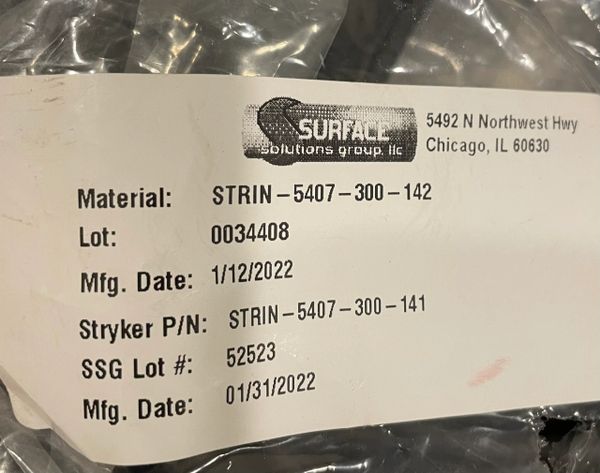 SURFACE
solutions group, llc
5492 N Northwest Hwy
Chicago, IL 60630
Material: STRIN-5407-300-142
Lot: 0034408
Mfg. Date: 1/12/2022
Stryker P/N: STRIN-5407-300-141
SSG Lot #: 52523
Mfg. Date: 01/31/2022